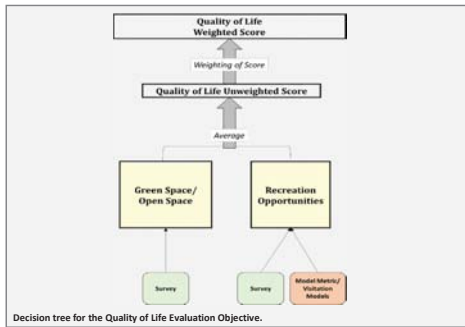 Quality of Life
Weighted Score
Weighting of Score
Quality of Life Unweighted Score
Average
Green Space/
Open Space
Recreation
Opportunities
Survey
Survey
Model Metric/
Visitation
Models
Decision tree for the Quality of Life Evaluation Objective.